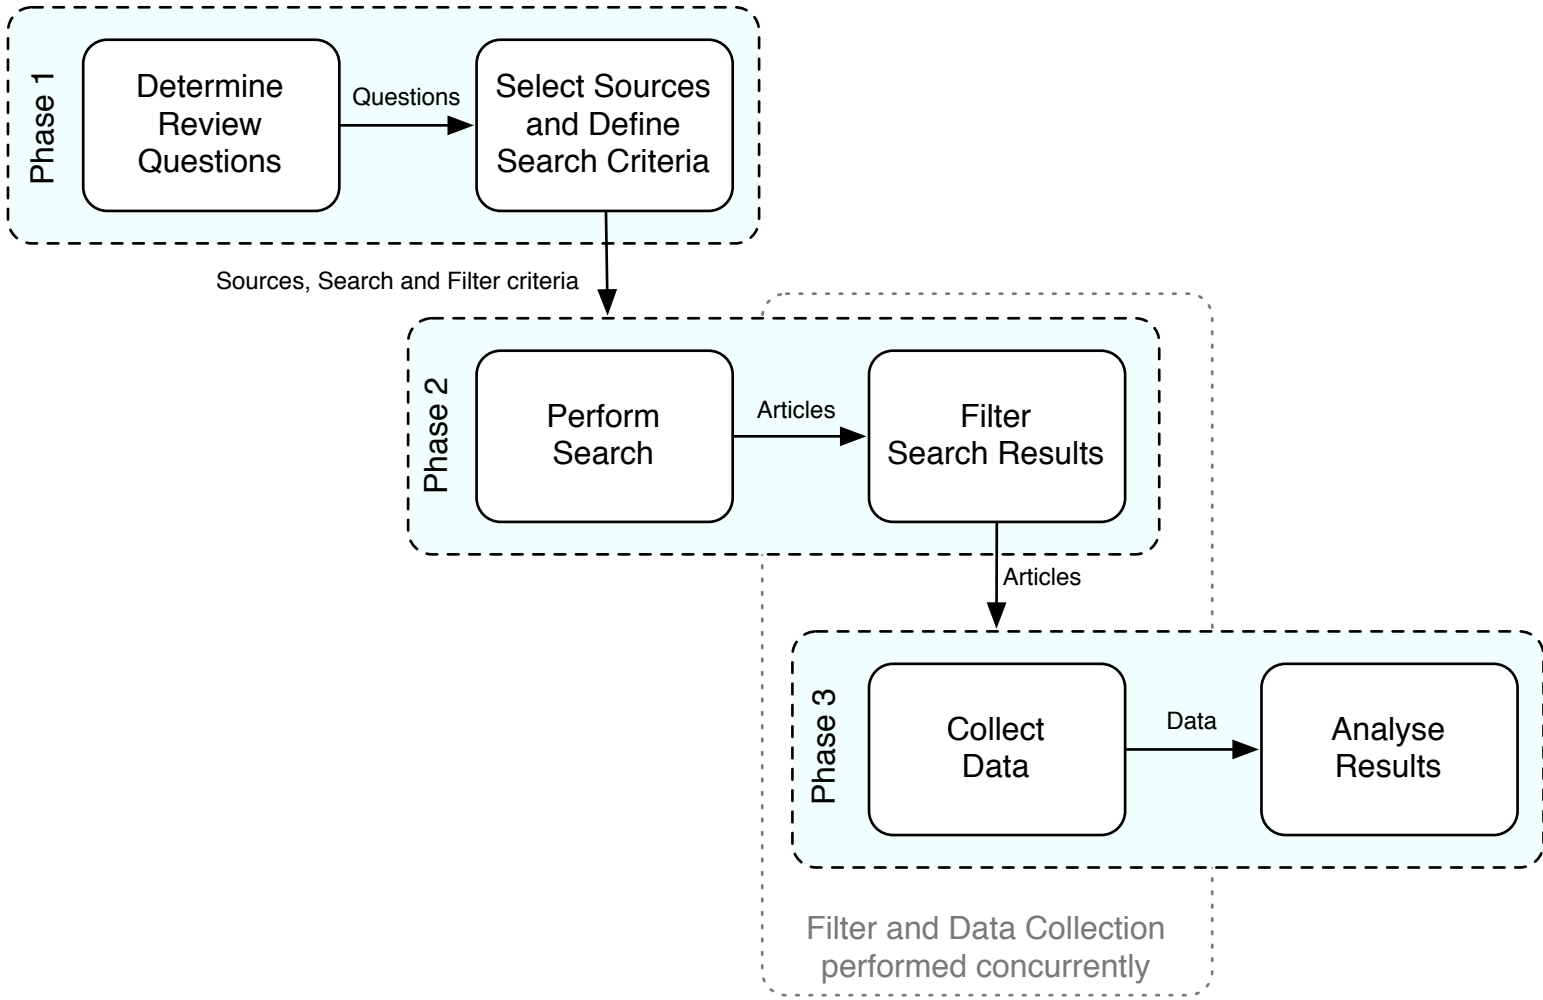 Phase 1
Determine
Review
Questions
Questions
Select Sources
and Define
Search Criteria
Sources, Search and Filter criteria
Phase 2
Perform
Search
Articles
Filter
Search Results
Articles
Phase 3
Collect
Data
Data
Analyse
Results
Filter and Data Collection
performed concurrently